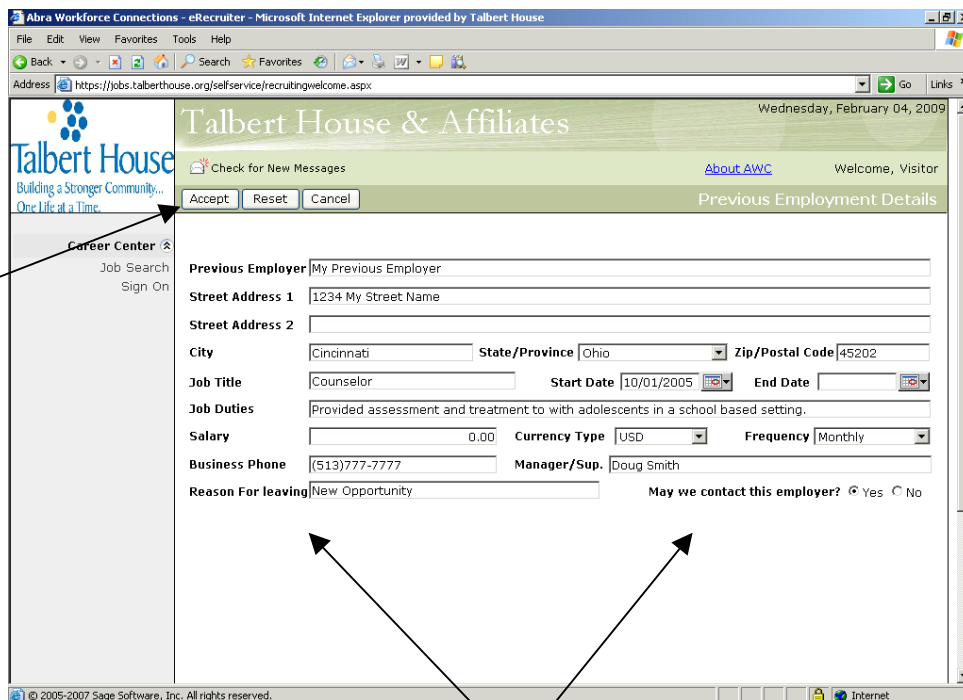 Abra Workforce Connections - eRecruiter - Microsoft Internet Explorer provided by Talbert House
File Edit View Favorites Tools Help
Back Search Favorites
Address https://jobs.talberthouse.org/selfservice/recruitingwelcome.aspx Go Links
Wednesday, February 04, 2009
Talbert House & Affiliates
Talbert House
Building a Stronger Community...
One Life at a Time.
Check for New Messages About AWC Welcome, Visitor
Accept Reset Cancel Previous Employment Details
Career Center
Job Search
Sign On
Previous Employer My Previous Employer
Street Address 1 1234 My Street Name
Street Address 2
City Cincinnati State/Province Ohio Zip/Postal Code 45202
Job Title Counselor Start Date 10/01/2005 End Date
Job Duties Provided assessment and treatment to with adolescents in a school based setting.
Salary 0.00 Currency Type USD Frequency Monthly
Business Phone (513)777-7777 Manager/Sup. Doug Smith
Reason For leaving New Opportunity May we contact this employer? Yes No
© 2005-2007 Sage Software, Inc. All rights reserved. Internet